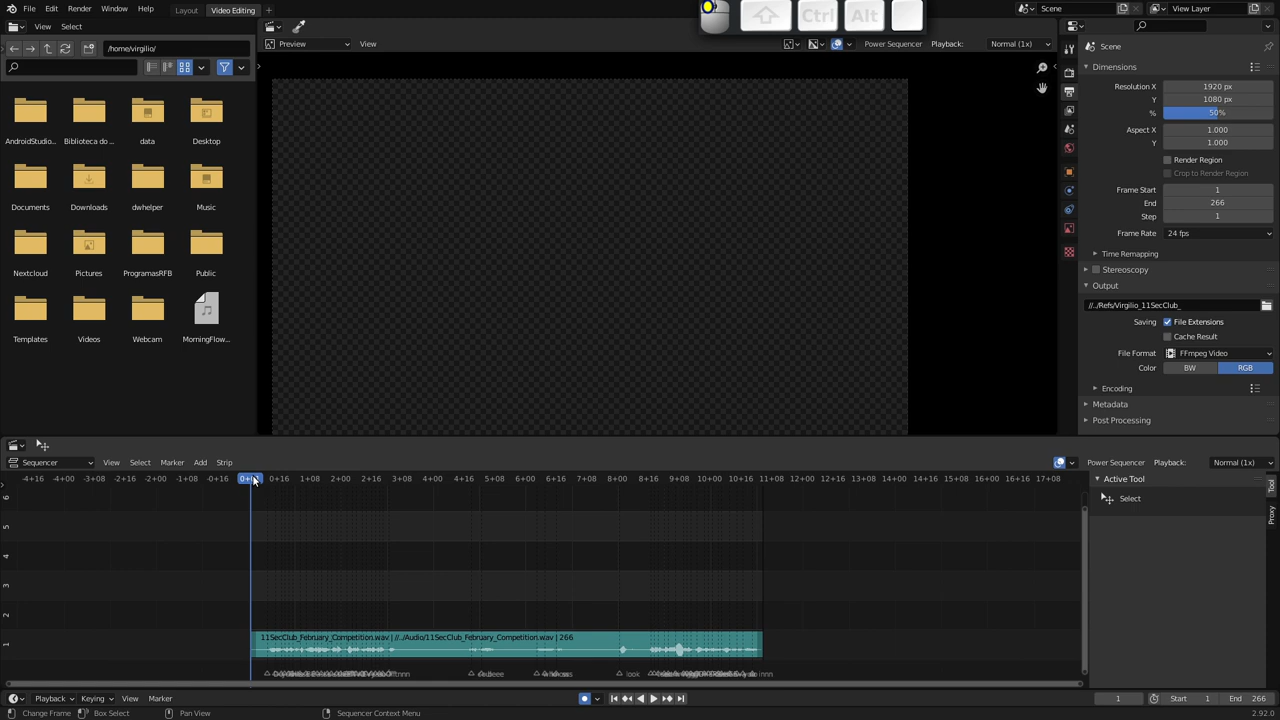 File Edit Render Window Help Layout Video Editing
Ctrl Alt
Scene View Layer
View Select
Preview View Power Sequencer Playback: Normal (1x)
/home/virgilio/
AndroidStudio... Biblioteca do ... data Desktop
Documents Downloads dwhelper Music
Nextcloud Pictures ProgramasRFB Public
Templates Videos Webcam MorningFlow...
Scene
Dimensions
Resolution X 1920 px
Y 1080 px
% 50%
Aspect X 1.000
Y 1.000
Render Region
Crop to Render Region
Frame Start 1
End 266
Step 1
Frame Rate 24 fps
Time Remapping
Stereoscopy
Output
//../Refs/Virgilio_11SecClub_
Saving File Extensions
Cache Result
File Format FFmpeg Video
Color BW RGB
Encoding
Metadata
Post Processing
Sequencer View Select Marker Add Strip Power Sequencer Playback: Normal (1x)
-4+16 -4+00 -3+08 -2+16 -2+00 -1+08 -0+16 0+16 1+08 2+00 2+16 3+08 4+00 4+16 5+08 6+00 6+16 7+08 8+00 8+16 9+08 10+00 10+16 11+08 12+00 12+16 13+08 14+00 14+16 15+08 16+00 16+16 17+08
6
5
4
3
2
1
11SecClub_February_Competition.wav | //../Audio/11SecClub_February_Competition.wav | 266
look
Active Tool
Select
Tool
Proxy
Playback Keying View Marker 1 Start 1 End 266
Change Frame Box Select Pan View Sequencer Context Menu 2.92.0